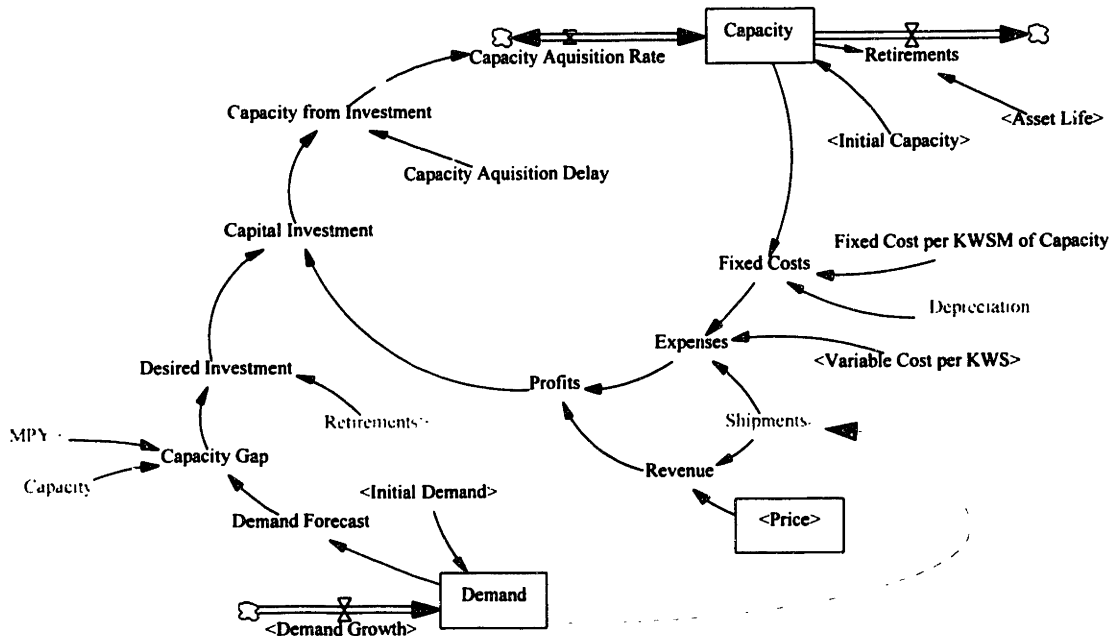 Capacity
Capacity Aquisition Rate
Retirements
Capacity from Investment
<Asset Life>
<Initial Capacity>
Capacity Aquisition Delay
Capital Investment
Fixed Cost per KWSM of Capacity
Fixed Costs
Depreciation
Expenses
<Variable Cost per KWS>
Desired Investment
Profits
Retirements
Shipments
MPY
Capacity Gap
Revenue
Capacity
<Initial Demand>
Demand Forecast
<Price>
Demand
<Demand Growth>